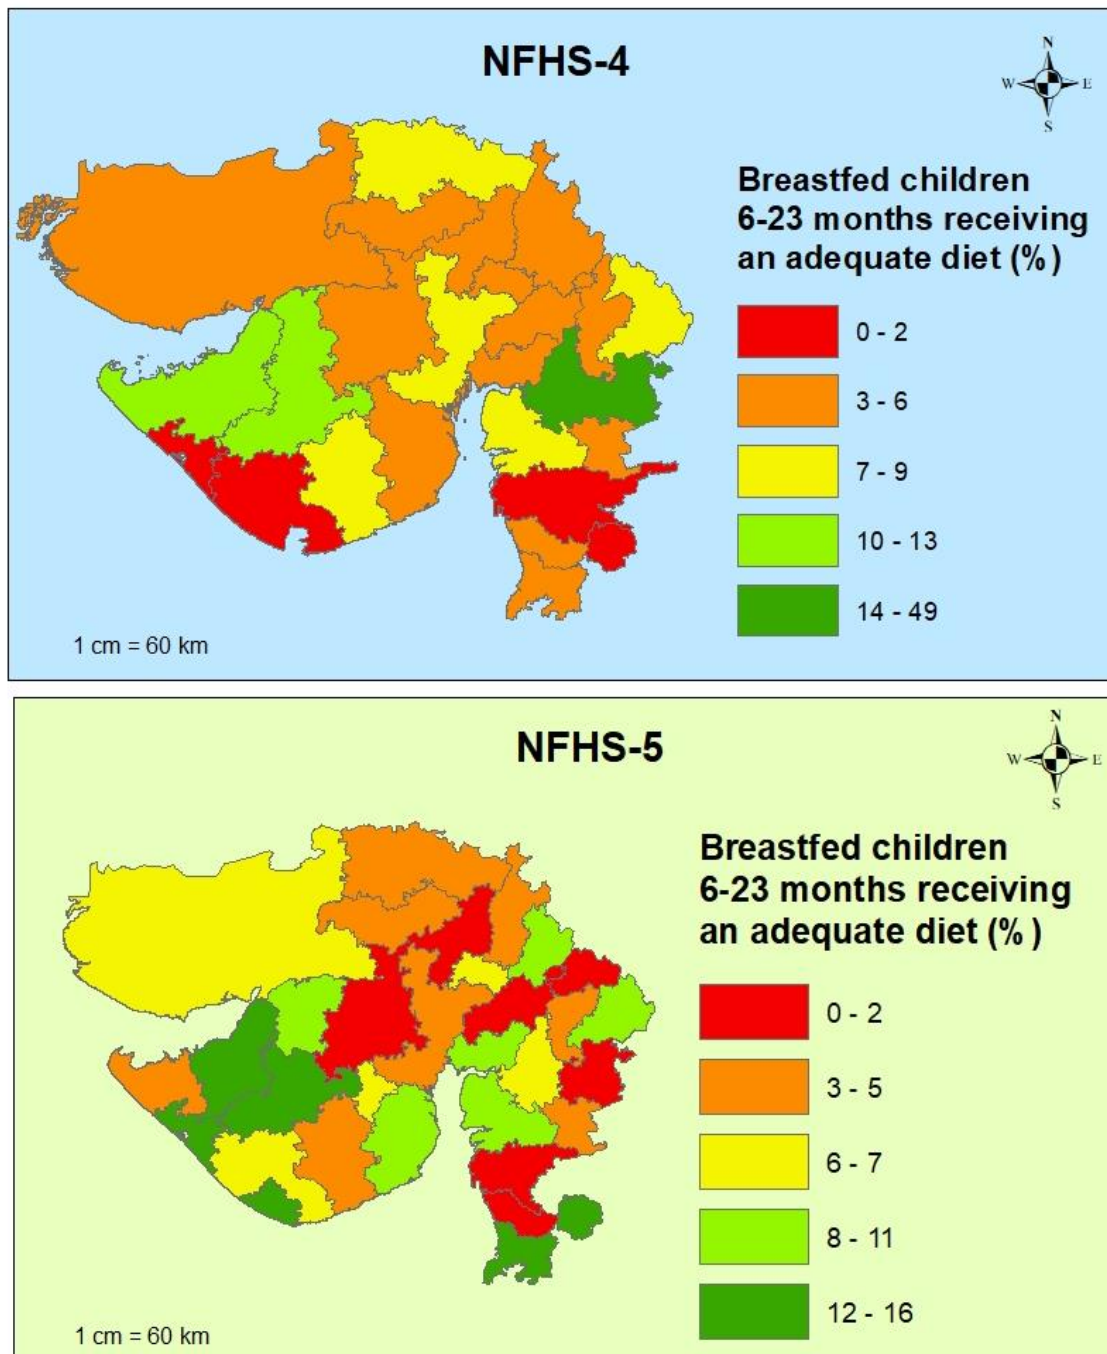 NFHS-4
N
W E
S
Breastfed children
6-23 months receiving
an adequate diet (%)
0 - 2
3 - 6
7 - 9
10 - 13
14 - 49
1 cm = 60 km
NFHS-5
N
W E
S
Breastfed children
6-23 months receiving
an adequate diet (%)
0 - 2
3 - 5
6 - 7
8 - 11
12 - 16
1 cm = 60 km